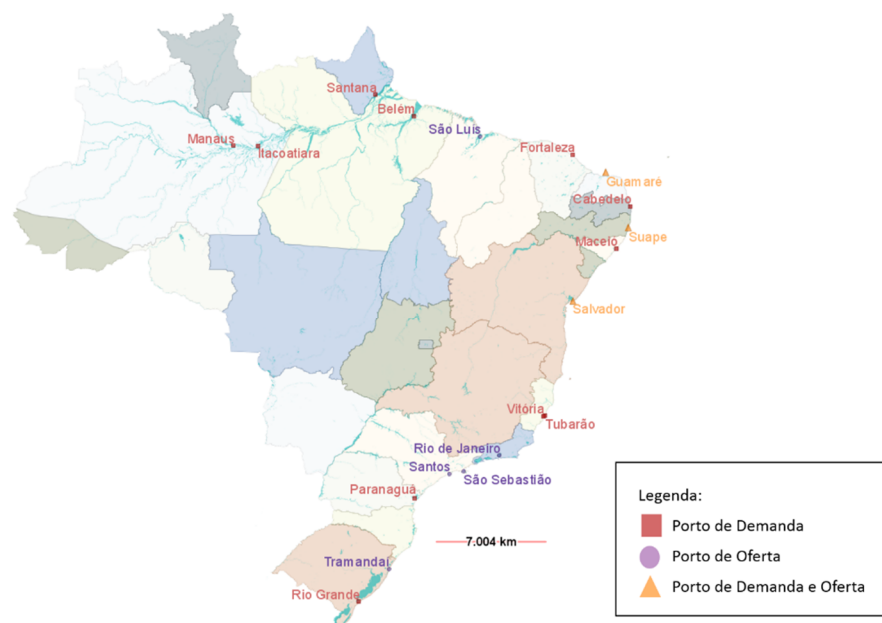 Santana
Belém
São Luís
Manaus
Itacoatiara
Fortaleza
Guamaré
Cabedelo
Suape
Maceió
Salvador
Vitória
Tubarão
Rio de Janeiro
Santos
São Sebastião
Paranaguá
7.004 km
Tramandaí
Rio Grande
Legenda:
Porto de Demanda
Porto de Oferta
Porto de Demanda e Oferta